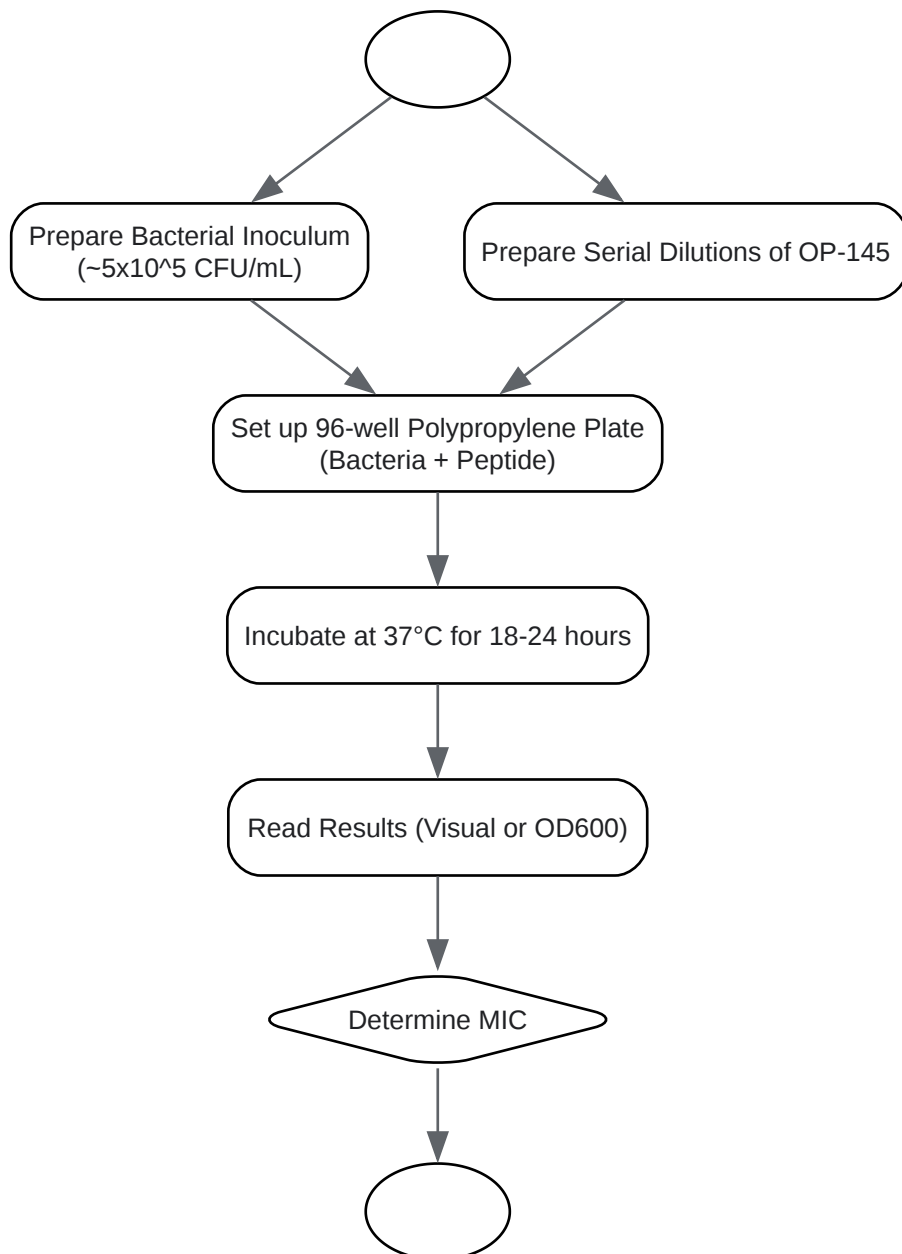 Prepare Bacterial Inoculum
(~5x10^5 CFU/mL)
Prepare Serial Dilutions of OP-145
Set up 96-well Polypropylene Plate
(Bacteria + Peptide)
Incubate at 37°C for 18-24 hours
Read Results (Visual or OD600)
Determine MIC